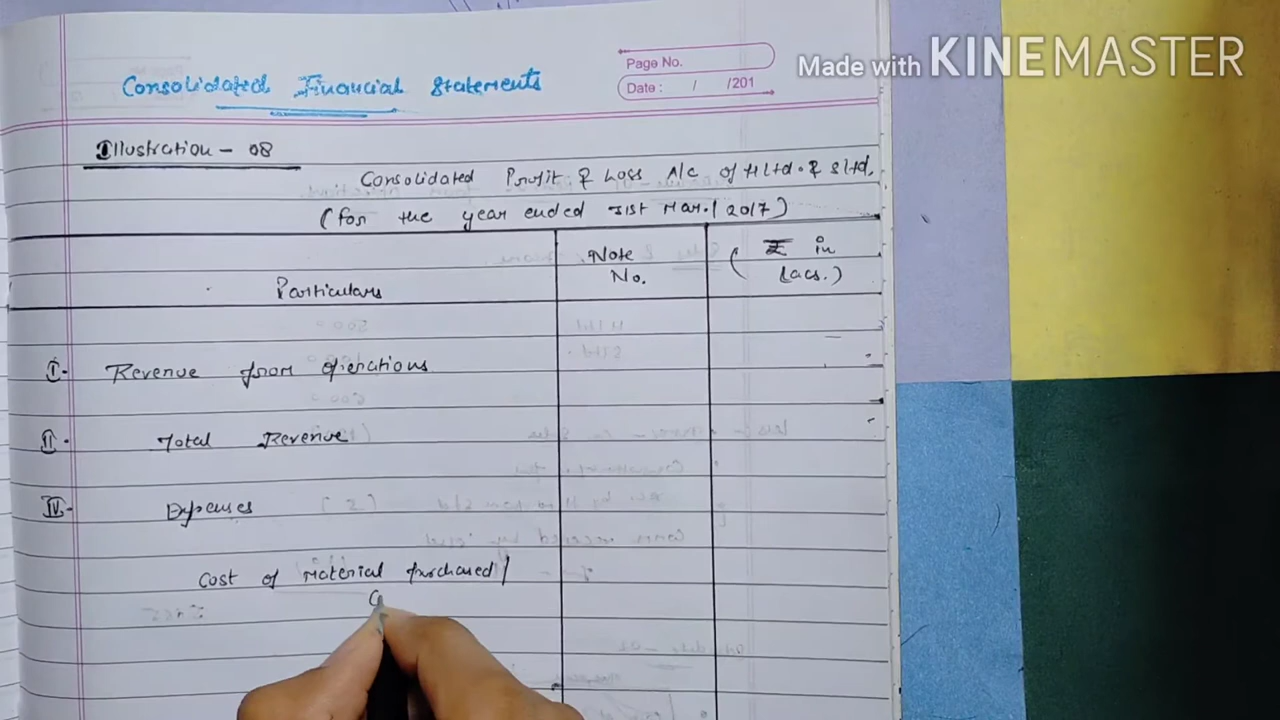 Made with KINEMASTER
Page No.
Date : / /201
Consolidated Financial Statements
Illustration - 08
Consolidated Profit & Loss A/c of H Ltd. & S Ltd.
(for the year ended 31st Mar. / 2017)
Particulars
Note No.
(₹ in lacs.)
I. Revenue from operations
II. Total Revenue
IV. Expenses
Cost of Material Purchased /
C